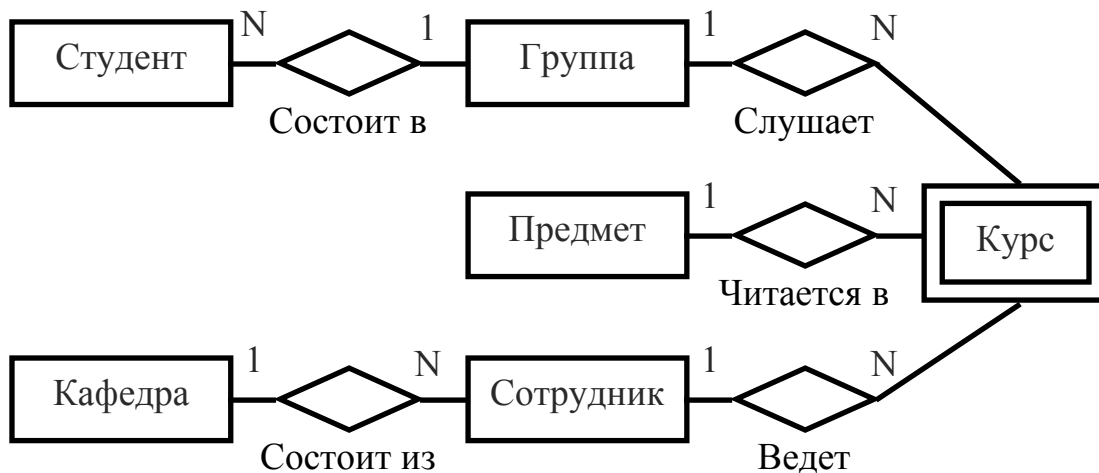 N 1 1 N
Студент Группа
Состоит в Слушает
1 N
Предмет Курс
Читается в
1 N 1 N
Кафедра Сотрудник
Состоит из Ведет